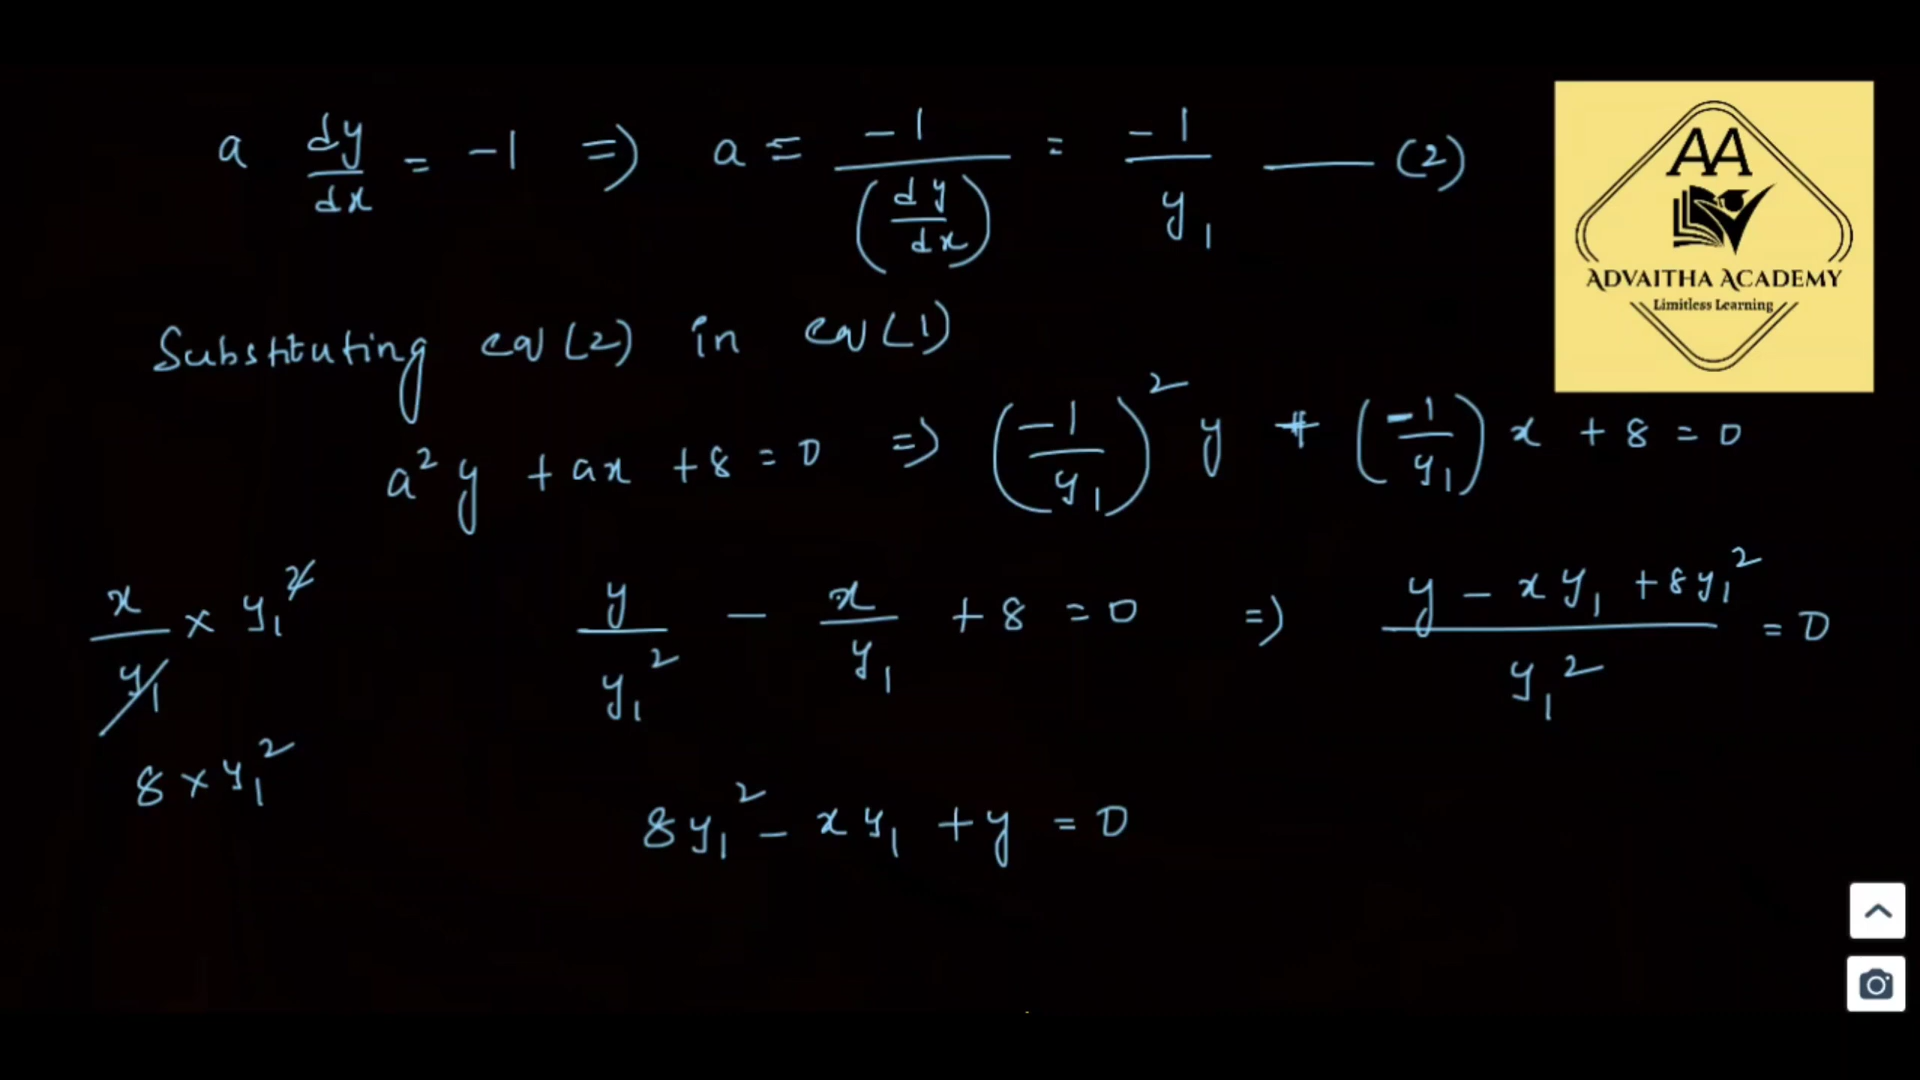 a dy/dx = -1 ⇒ a = -1/(dy/dx) = -1/y₁ —— (2)
AA
ADVAITHA ACADEMY
Limitless Learning
Substituting eq (2) in eq (1)
a²y + ax + 8 = 0 ⇒ (-1/y₁)² y + (-1/y₁) x + 8 = 0
x/y₁ × y₁²
y/y₁² - x/y₁ + 8 = 0 ⇒ (y - xy₁ + 8y₁²)/y₁² = 0
8 × y₁²
8y₁² - xy₁ + y = 0